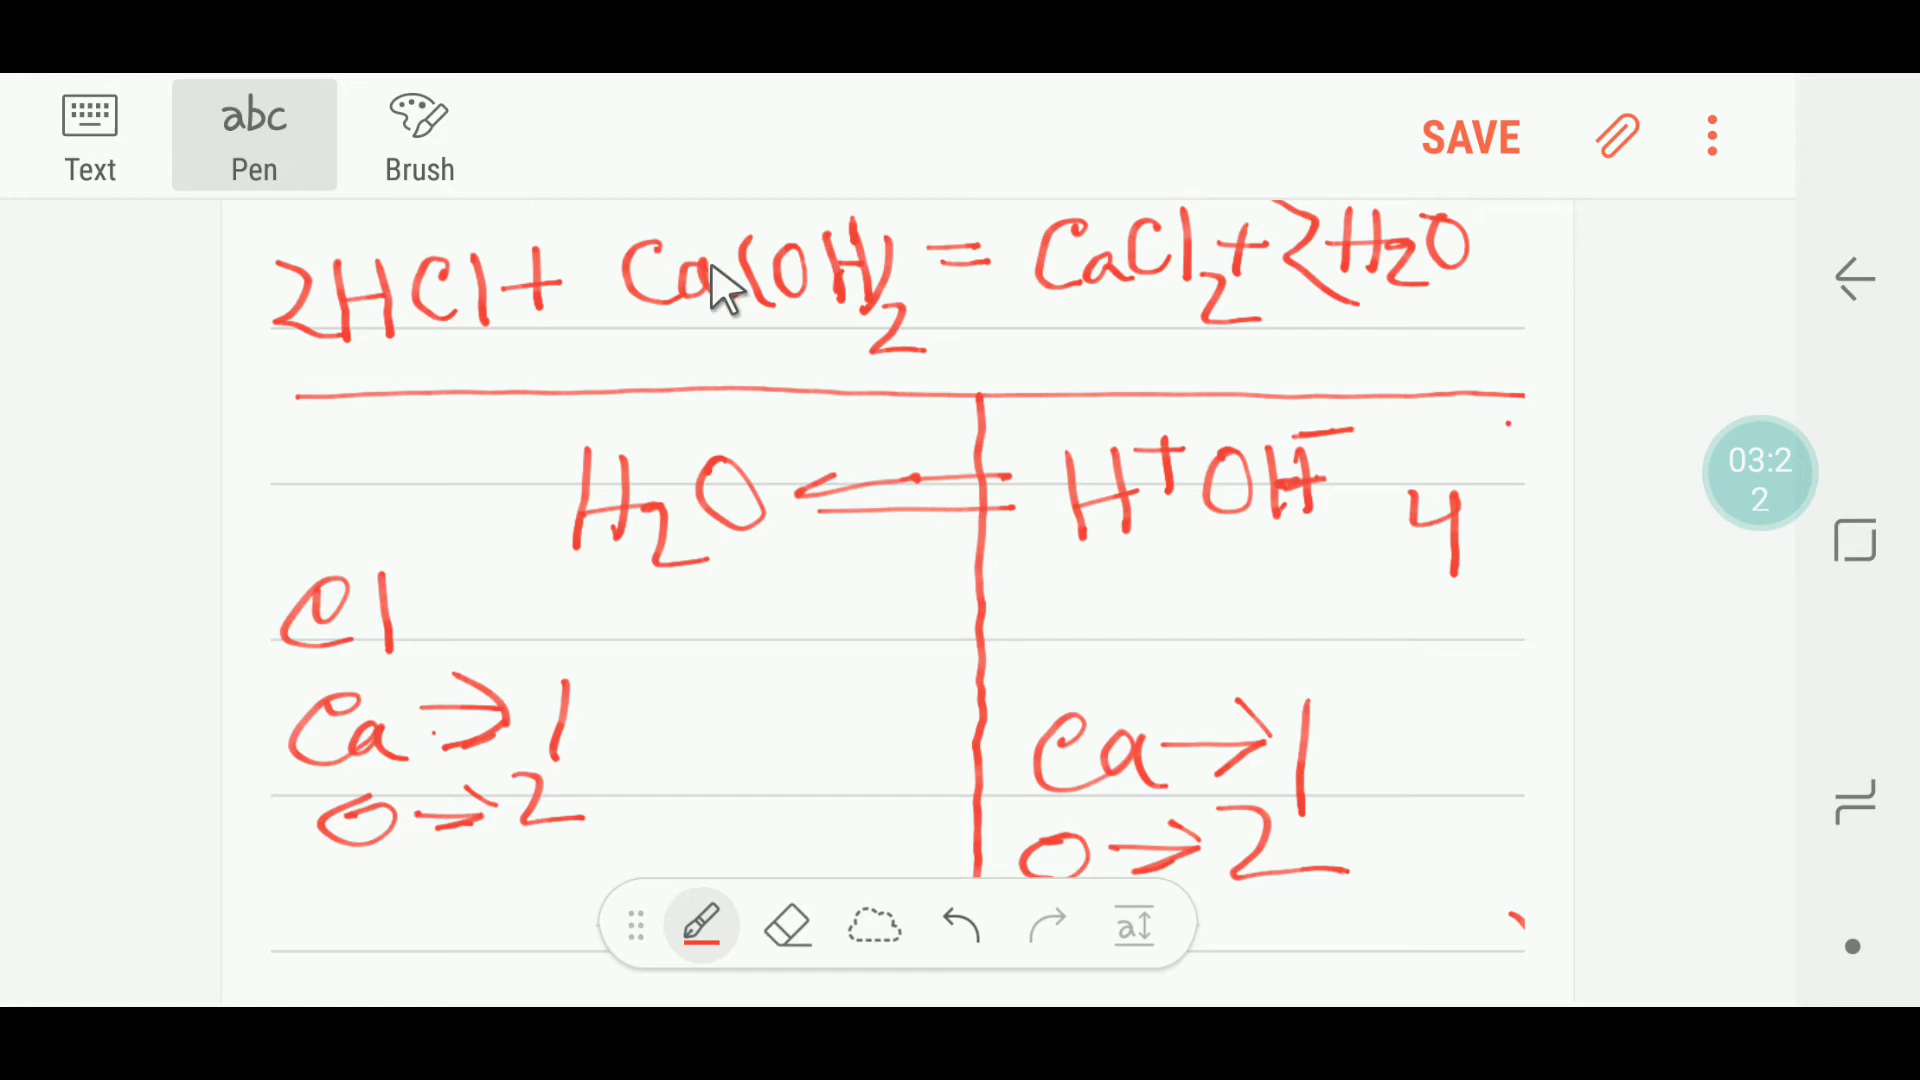 Text
abc
Pen
Brush
SAVE
2HCl + Ca(OH)₂ = CaCl₂ + 2H₂O
H₂O ⇌ H⁺OH⁻ 4
Cl
Ca → 1
Ca → 1
O → 2
O → 2
03:2
2
a